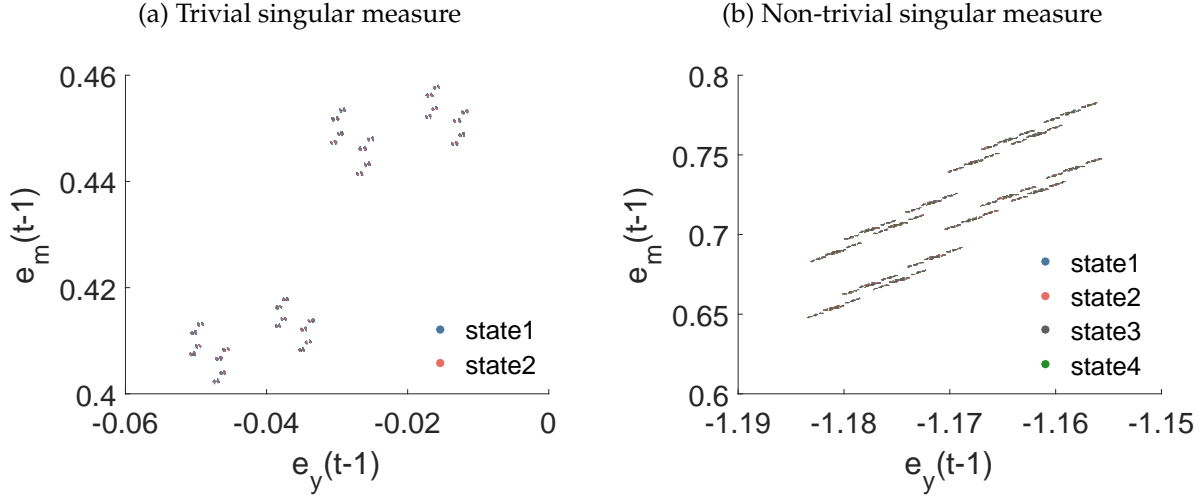 (a) Trivial singular measure
0.46
0.44
0.42
0.4
e_m(t-1)
-0.06
-0.04
-0.02
0
e_y(t-1)
state1
state2
(b) Non-trivial singular measure
0.8
0.75
0.7
0.65
0.6
e_m(t-1)
-1.19
-1.18
-1.17
-1.16
-1.15
e_y(t-1)
state1
state2
state3
state4